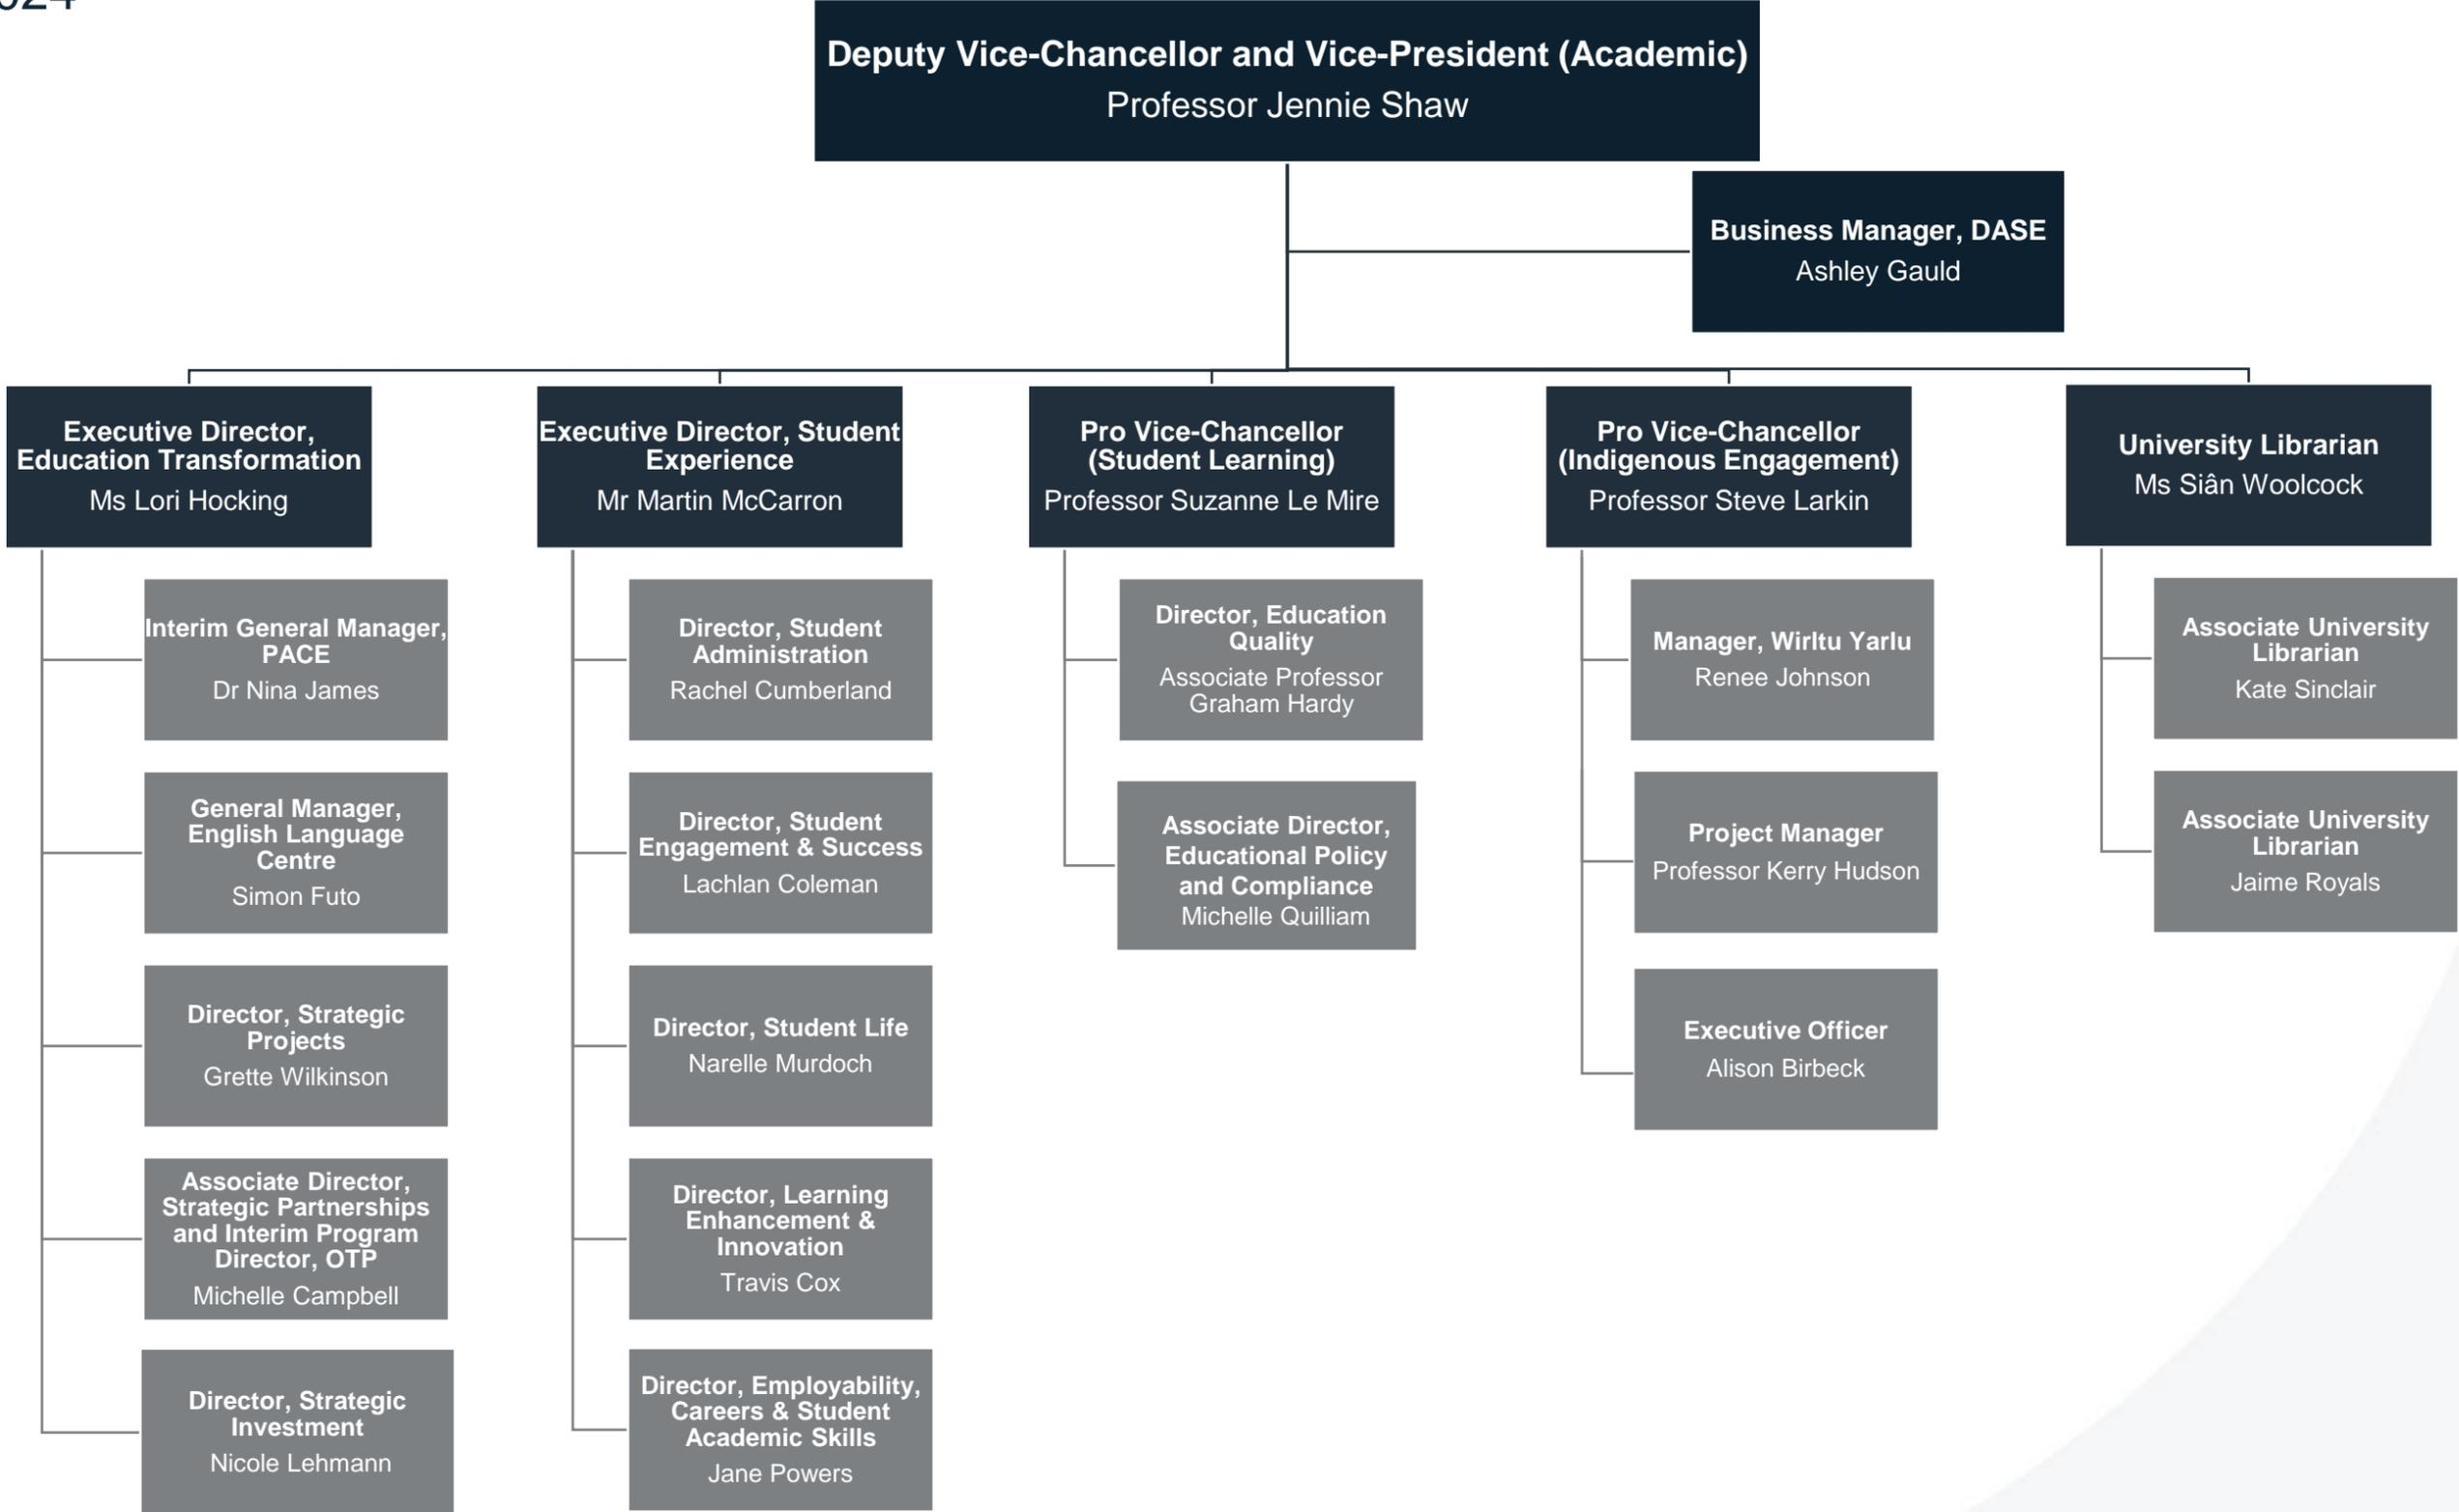 Deputy Vice-Chancellor and Vice-President (Academic)
Professor Jennie Shaw
Business Manager, DASE
Ashley Gauld
Executive Director,
Education Transformation
Ms Lori Hocking
Executive Director, Student
Experience
Mr Martin McCarron
Pro Vice-Chancellor
(Student Learning)
Professor Suzanne Le Mire
Pro Vice-Chancellor
(Indigenous Engagement)
Professor Steve Larkin
University Librarian
Ms Siân Woolcock
Interim General Manager,
PACE
Dr Nina James
General Manager,
English Language
Centre
Simon Futo
Director, Strategic
Projects
Grette Wilkinson
Associate Director,
Strategic Partnerships
and Interim Program
Director, OTP
Michelle Campbell
Director, Strategic
Investment
Nicole Lehmann
Director, Student
Administration
Rachel Cumberland
Director, Student
Engagement & Success
Lachlan Coleman
Director, Student Life
Narelle Murdoch
Director, Learning
Enhancement &
Innovation
Travis Cox
Director, Employability,
Careers & Student
Academic Skills
Jane Powers
Director, Education
Quality
Associate Professor
Graham Hardy
Associate Director,
Educational Policy
and Compliance
Michelle Quilliam
Manager, Wirltu Yarlu
Renee Johnson
Project Manager
Professor Kerry Hudson
Executive Officer
Alison Birbeck
Associate University
Librarian
Kate Sinclair
Associate University
Librarian
Jaime Royals